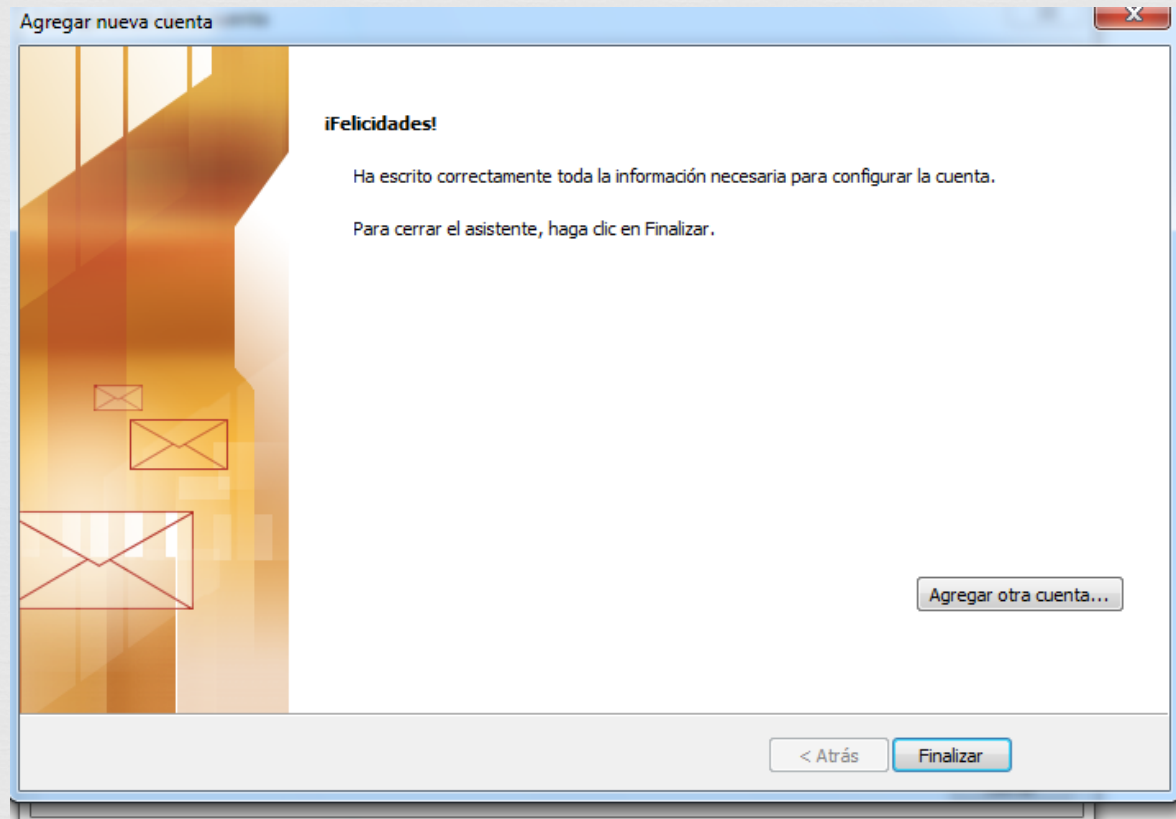 Agregar nueva cuenta
¡Felicidades!
Ha escrito correctamente toda la información necesaria para configurar la cuenta.
Para cerrar el asistente, haga clic en Finalizar.
Agregar otra cuenta...
< Atrás
Finalizar